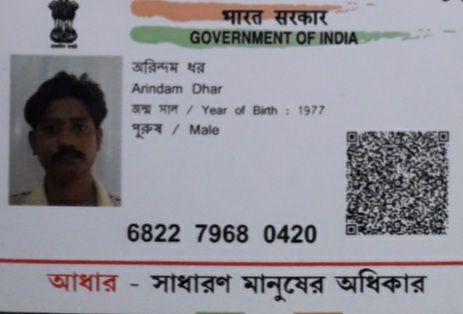 भारत सरकार
GOVERNMENT OF INDIA
অরিন্দম ধর
Arindam Dhar
জন্ম সাল / Year of Birth : 1977
পুরুষ / Male
6822 7968 0420
আধার - সাধারণ মানুষের অধিকার